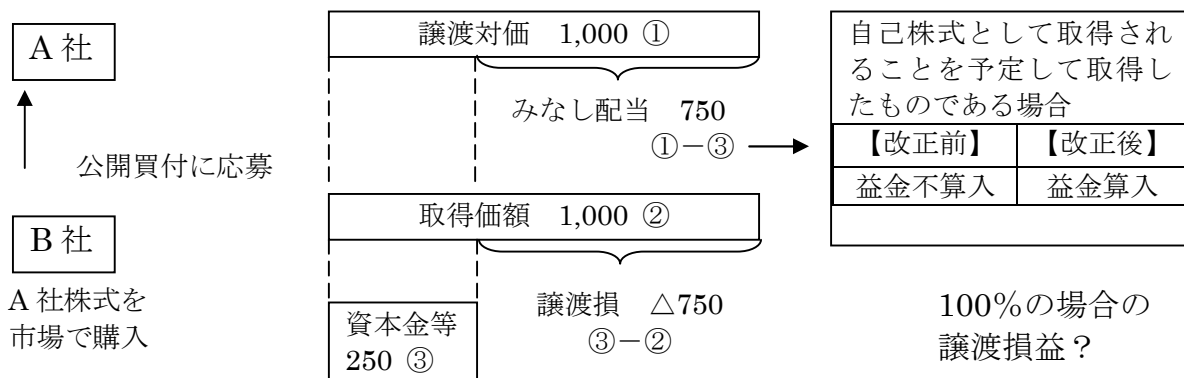 A 社
公開買付に応募
B 社
A 社株式を
市場で購入
譲渡対価 1,000 ①
みなし配当 750
①－③
取得価額 1,000 ②
譲渡損 △750
③－②
資本金等
250 ③
自己株式として取得され
ることを予定して取得し
たものである場合
【改正前】 【改正後】
益金不算入 益金算入
100％の場合の
譲渡損益？